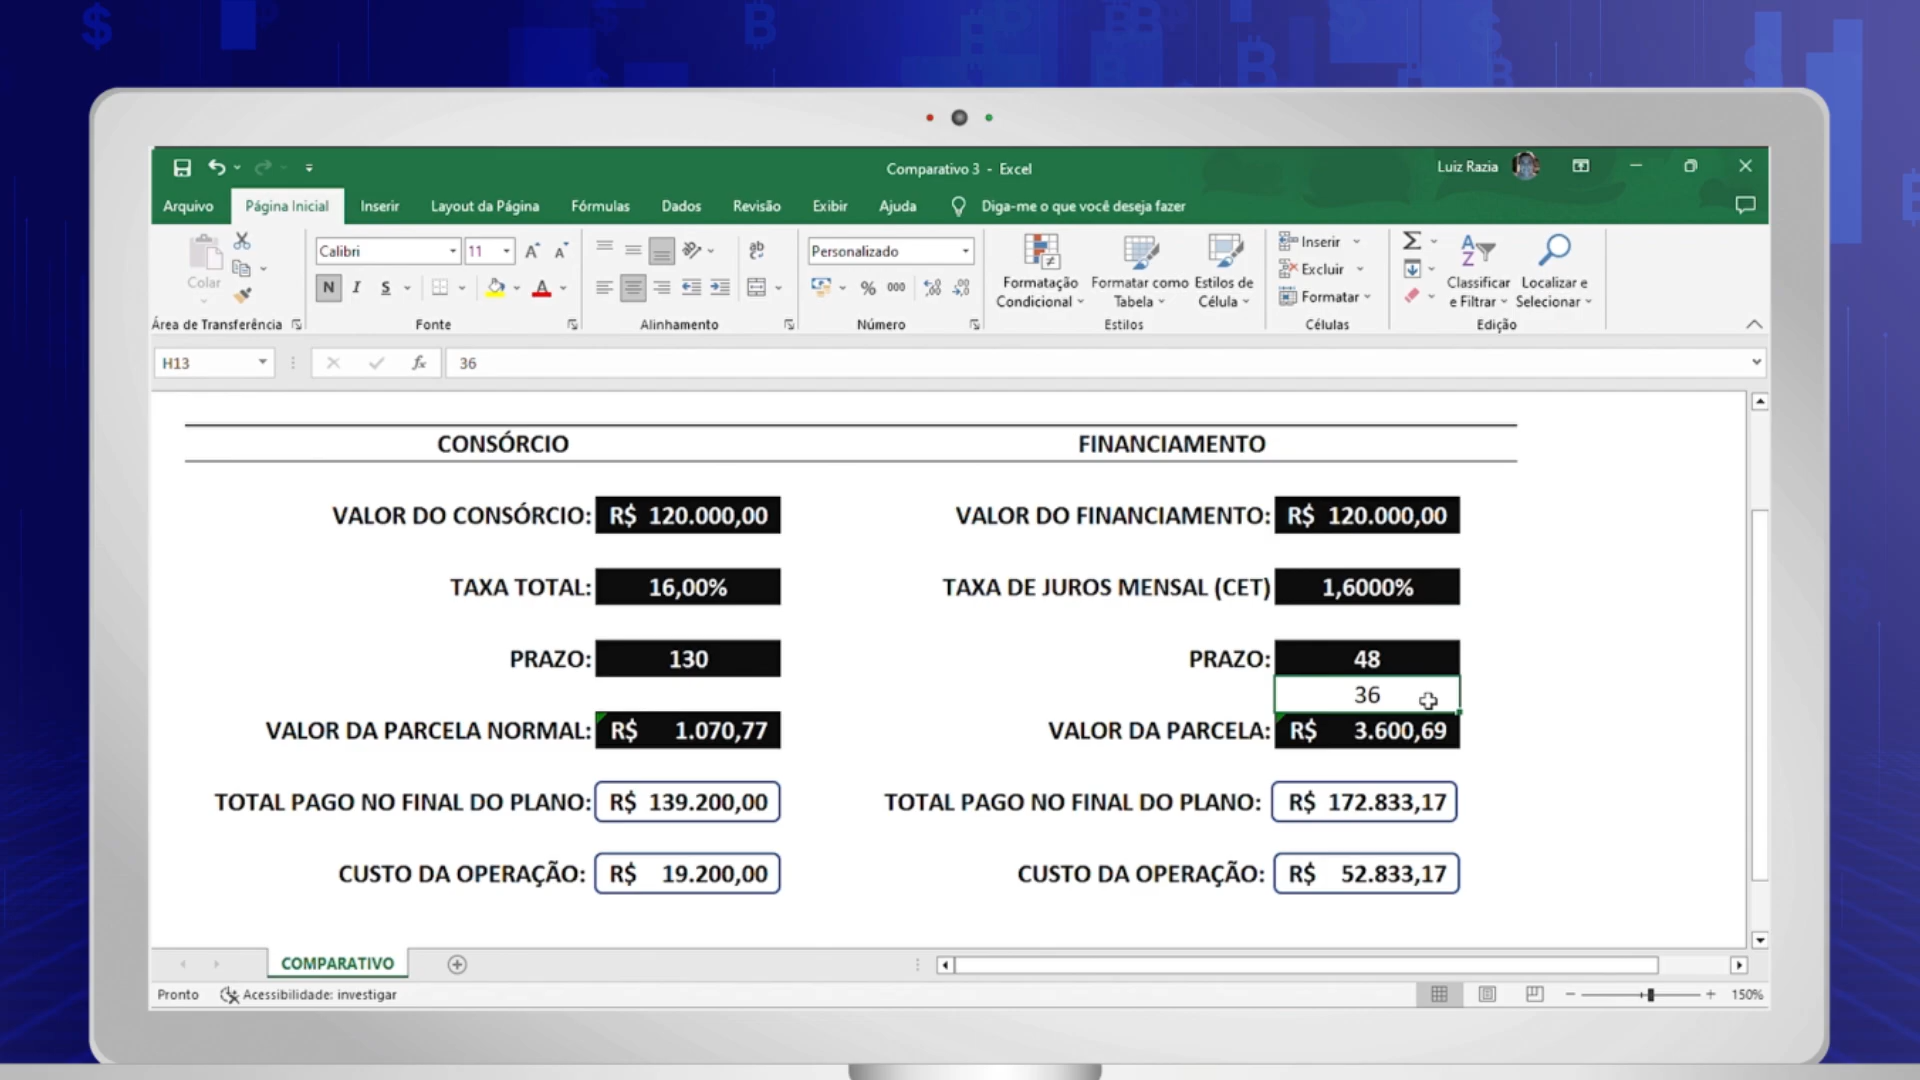 Comparativo 3 - Excel
Luiz Razia
Arquivo
Página Inicial
Inserir
Layout da Página
Fórmulas
Dados
Revisão
Exibir
Ajuda
Diga-me o que você deseja fazer
Colar
Área de Transferência
Calibri
11
N I S
Fonte
Alinhamento
Personalizado
% 000
Número
Formatação Condicional
Formatar como Tabela
Estilos de Célula
Estilos
Inserir
Excluir
Formatar
Células
Classificar e Filtrar
Localizar e Selecionar
Edição
H13
fx
36
CONSÓRCIO
FINANCIAMENTO
VALOR DO CONSÓRCIO: R$ 120.000,00
VALOR DO FINANCIAMENTO: R$ 120.000,00
TAXA TOTAL: 16,00%
TAXA DE JUROS MENSAL (CET) 1,6000%
PRAZO: 130
PRAZO: 48
36
VALOR DA PARCELA NORMAL: R$ 1.070,77
VALOR DA PARCELA: R$ 3.600,69
TOTAL PAGO NO FINAL DO PLANO: R$ 139.200,00
TOTAL PAGO NO FINAL DO PLANO: R$ 172.833,17
CUSTO DA OPERAÇÃO: R$ 19.200,00
CUSTO DA OPERAÇÃO: R$ 52.833,17
COMPARATIVO
Pronto
Acessibilidade: investigar
150%